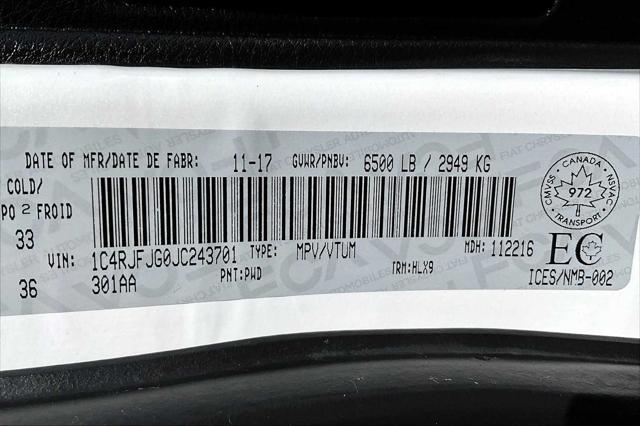 DATE OF MFR/DATE DE FABR: 11-17 GVWR/PNBV: 6500 LB / 2949 KG
COLD/
PO 2 FROID
33
36
VIN: 1C4RJFJG0JC243701 TYPE: MPV/VTUM MDH: 112216
301AA PNT: PWD TRM: HLX9
CANADA
CMVSS 972 NSVAC
TRANSPORT
EC
ICES/NMB-002